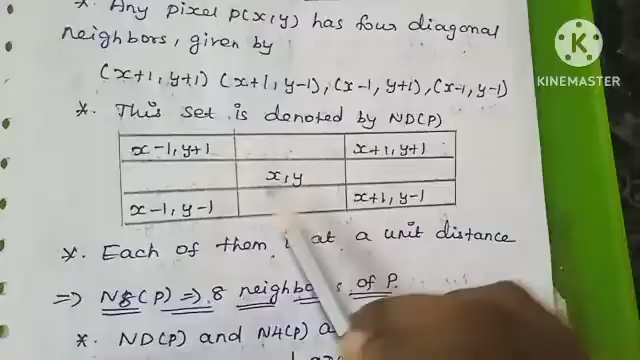 *. Any pixel p(x,y) has four diagonal
neighbors, given by
(x+1, y+1) (x+1, y-1), (x-1, y+1), (x-1, y-1)
*. This set is denoted by ND(P)
x-1, y+1 x+1, y+1
x, y
x-1, y-1 x+1, y-1
*. Each of them at a unit distance
=> N8(P) => 8 neighbors of P.
*. ND(P) and N4(P)
KINEMASTER